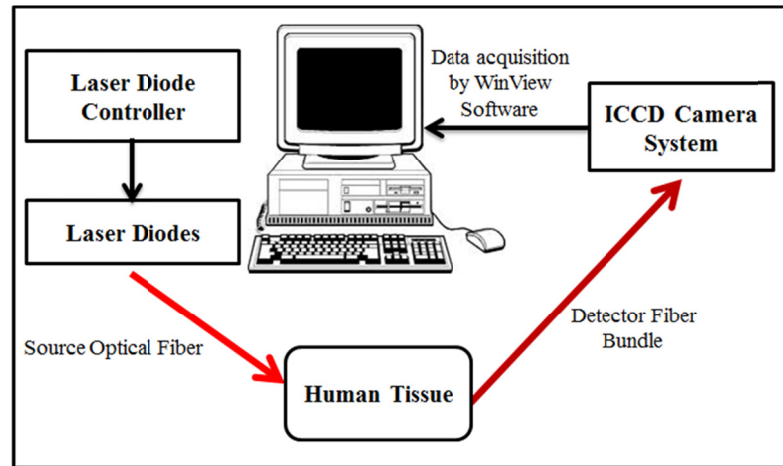 Laser Diode
Controller
Data acquisition
by WinView
Software
ICCD Camera
System
Laser Diodes
Source Optical Fiber
Detector Fiber
Bundle
Human Tissue